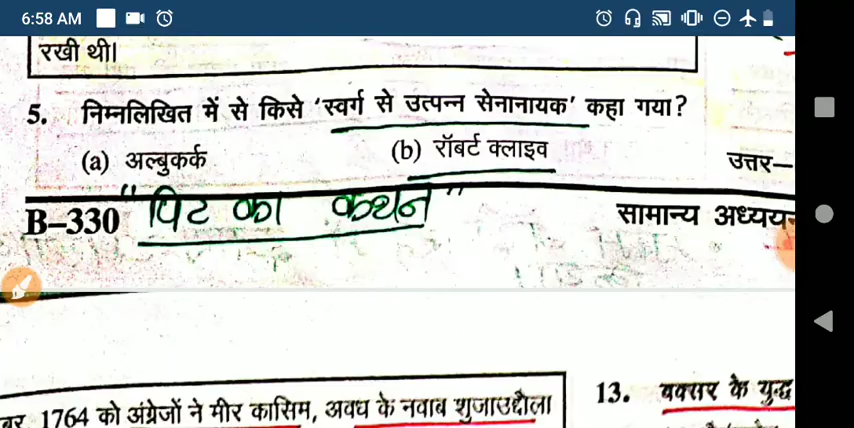 6:58 AM
रखी थी।
5. निम्नलिखित में से किसे ‘स्वर्ग से उत्पन्न सेनानायक’ कहा गया?
(a) अल्बुकर्क (b) रॉबर्ट क्लाइव
उत्तर—
B–330 "पिट का कथन" सामान्य अध्ययन
1764 को अंग्रेजों ने मीर कासिम, अवध के नवाब शुजाउद्दौला
13. बक्सर के युद्ध